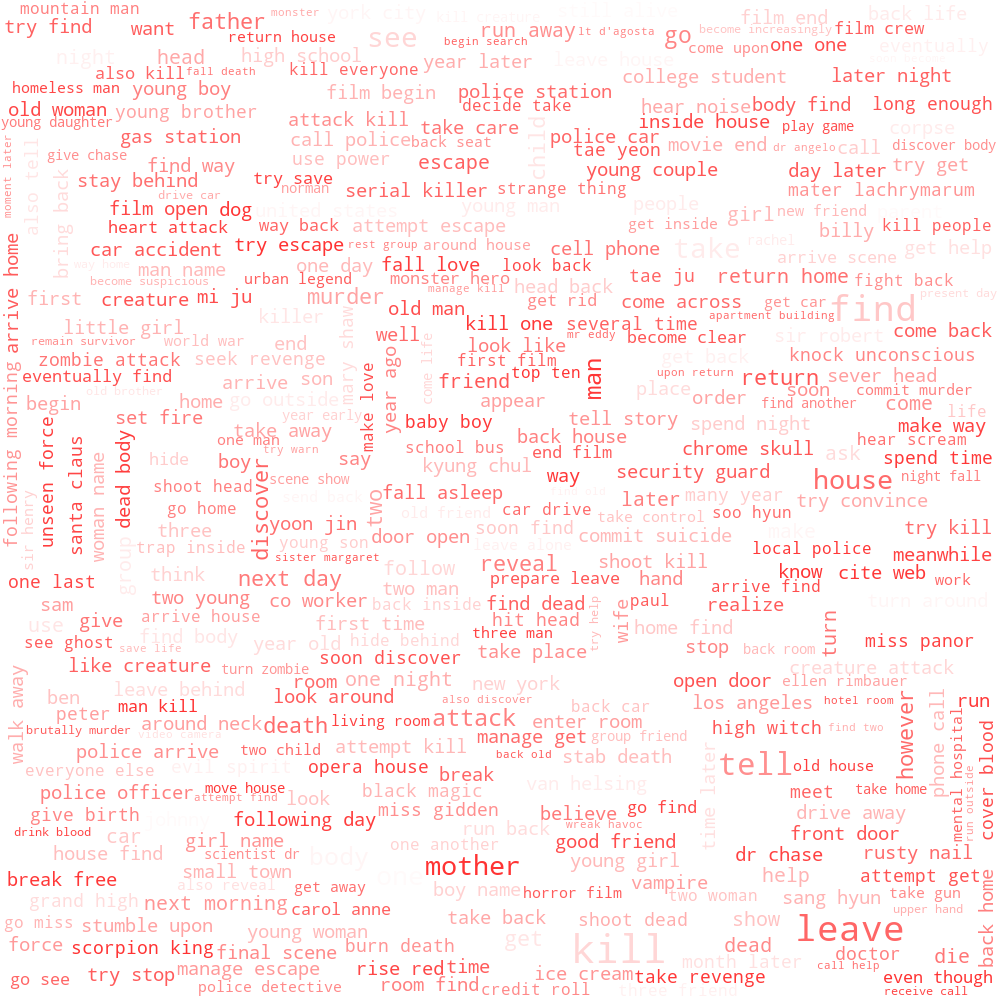 mountain man
monster
york city
kill creature
still alive
film end
back life
try find
want
father
return house
see
begin search
run away
lt d'agosta
go
become increasingly
come upon
one one
film crew
eventually
night
head
high school
year later
leave house
also kill
fall death
kill everyone
college student
later night
homeless man
young boy
film begin
police station
decide take
hear noise
body find
long enough
old woman
young brother
attack kill
take care
inside house
play game
corpse
young daughter
gas station
call police
back seat
child
police car
tae yeon
movie end
dr angelo
call
discover body
moment later
give chase
find way
use power
escape
young couple
day later
try get
also tell
bring back
stay behind
drive car
try save
norman
serial killer
strange thing
mater lachrymarum
film open
dog
united states
young man
people
girl
new friend
heart attack
way back
attempt escape
get inside
billy
kill people
car accident
try escape
rest group
around house
cell phone
take
rachel
arrive scene
get help
following morning
arrive home
way home
man name
one day
fall love
look back
tae ju
return home
fight back
become suspicious
urban legend
monster hero
head back
manage kill
present day
first
creature
mi ju
murder
old man
get rid
come across
get car
find
apartment building
little girl
killer
mary shaw
kill one
several time
sir robert
come back
remain survivor
world war
end
well
come life
look like
mr eddy
become clear
zombie attack
seek revenge
year ago
first film
get back
knock unconscious
eventually find
arrive
son
friend
top ten
man
upon return
return
sever head
old brother
place
soon
commit murder
begin
home
go outside
make love
appear
order
find another
come
life
set fire
year early
baby boy
tell story
spend night
make way
unseen force
take away
one man
try warn
school bus
back house
end film
chrome skull
ask
hear scream
santa claus
dead body
woman name
hide
boy
discover
scene show
say
kyung chul
way
security guard
spend time
house
night fall
shoot head
send back
two
fall asleep
later
many year
try convince
go home
old friend
car drive
take control
soo hyun
sir henry
three
yoon jin
door open
soon find
commit suicide
try kill
group
trap inside
young son
leave alone
local police
meanwhile
sister margaret
one last
think
next day
follow
reveal
shoot kill
know
cite web
two man
prepare leave
hand
arrive find
work
turn around
sam
two young
co worker
back inside
find dead
try help
wife
paul
realize
use
give
arrive house
first time
hit head
home find
turn
see ghost
find body
save life
year old
hide behind
three man
take place
stop
back room
miss panor
like creature
turn zombie
soon discover
creature attack
walk away
leave behind
room
one night
new york
open door
ellen rimbauer
ben
man kill
look around
also discover
back car
los angeles
hotel room
however
run
peter
around neck
death
living room
attack
enter room
high witch
find two
phone call
mental hospital
cover blood
brutally murder
video camera
manage get
group friend
police arrive
two child
attempt kill
back old
stab death
time later
everyone else
evil spirit
opera house
break
tell
old house
run outside
police officer
move house
attempt find
look
black magic
van helsing
meet
take home
give birth
following day
miss gidden
believe
go find
drive away
drink blood
car
girl name
run back
wreak havoc
good friend
front door
house find
scientist dr
body
one another
young girl
dr chase
rusty nail
break free
small town
one
mother
help
attempt get
also reveal
get away
boy name
horror film
vampire
two woman
sang hyun
take gun
grand high
next morning
carol anne
upper hand
back home
go miss
stumble upon
young woman
take back
shoot dead
show
leave
force
scorpion king
final scene
burn death
get
kill
dead
doctor
die
month later
go see
try stop
manage escape
rise red
time
ice cream
take revenge
call help
even though
police detective
room find
credit roll
three friend
receive call